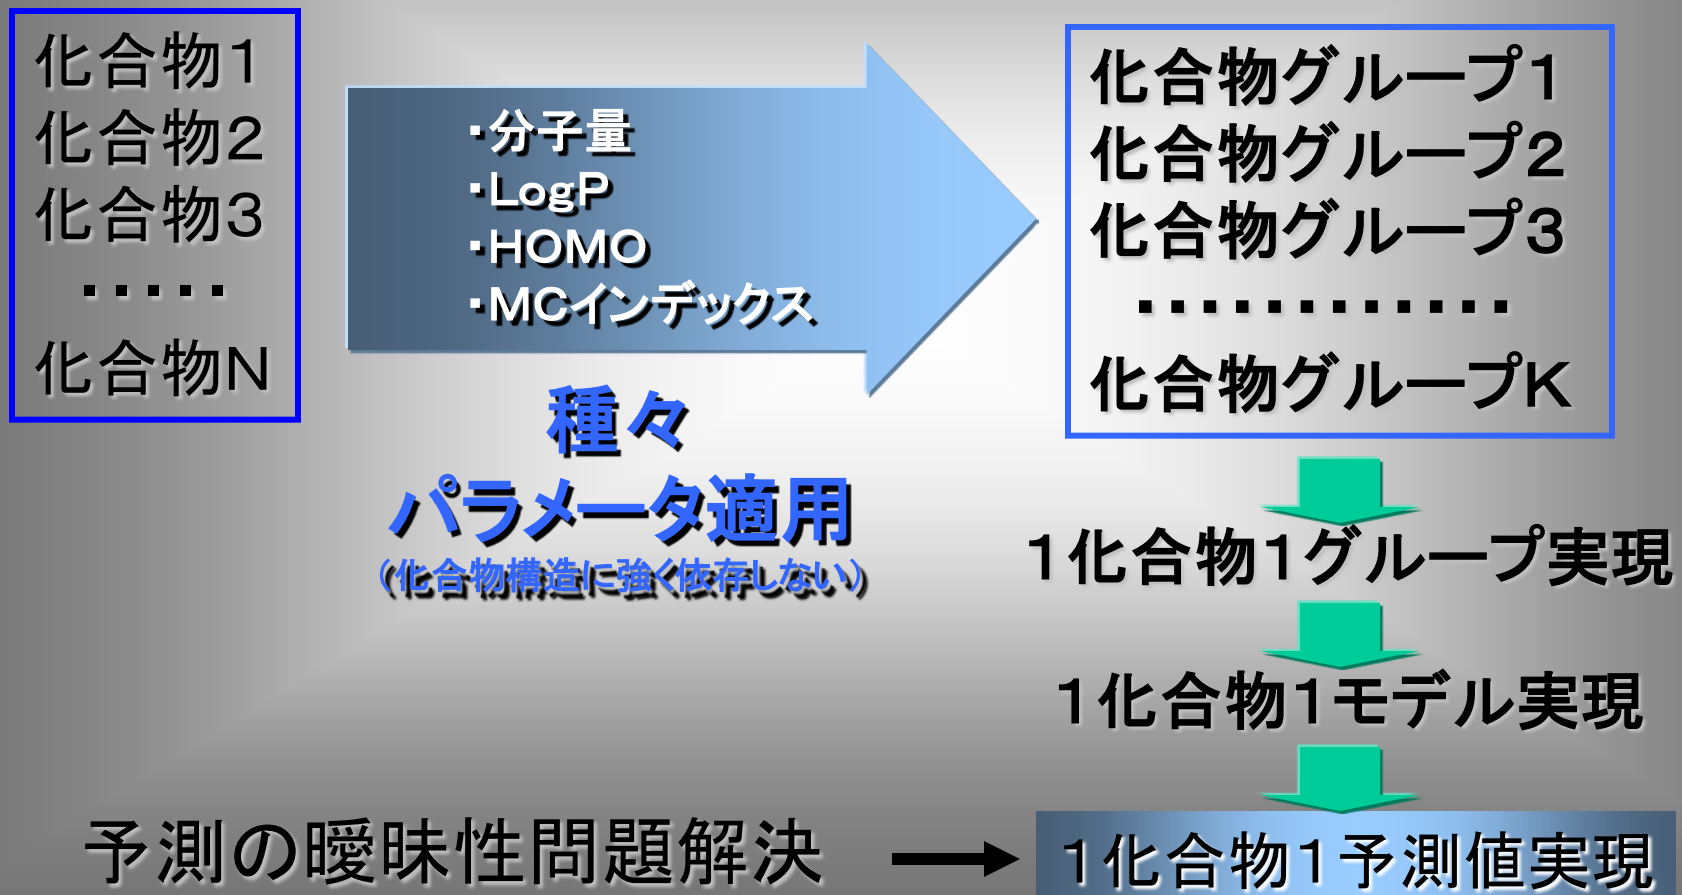 化合物1
化合物2
化合物3
・・・・・
化合物N
・分子量
・LogP
・HOMO
・MCインデックス
種々
パラメータ適用
（化合物構造に強く依存しない）
化合物グループ1
化合物グループ2
化合物グループ3
・・・・・・・・・・・・
化合物グループK
1化合物1グループ実現
1化合物1モデル実現
予測の曖昧性問題解決
1化合物1予測値実現